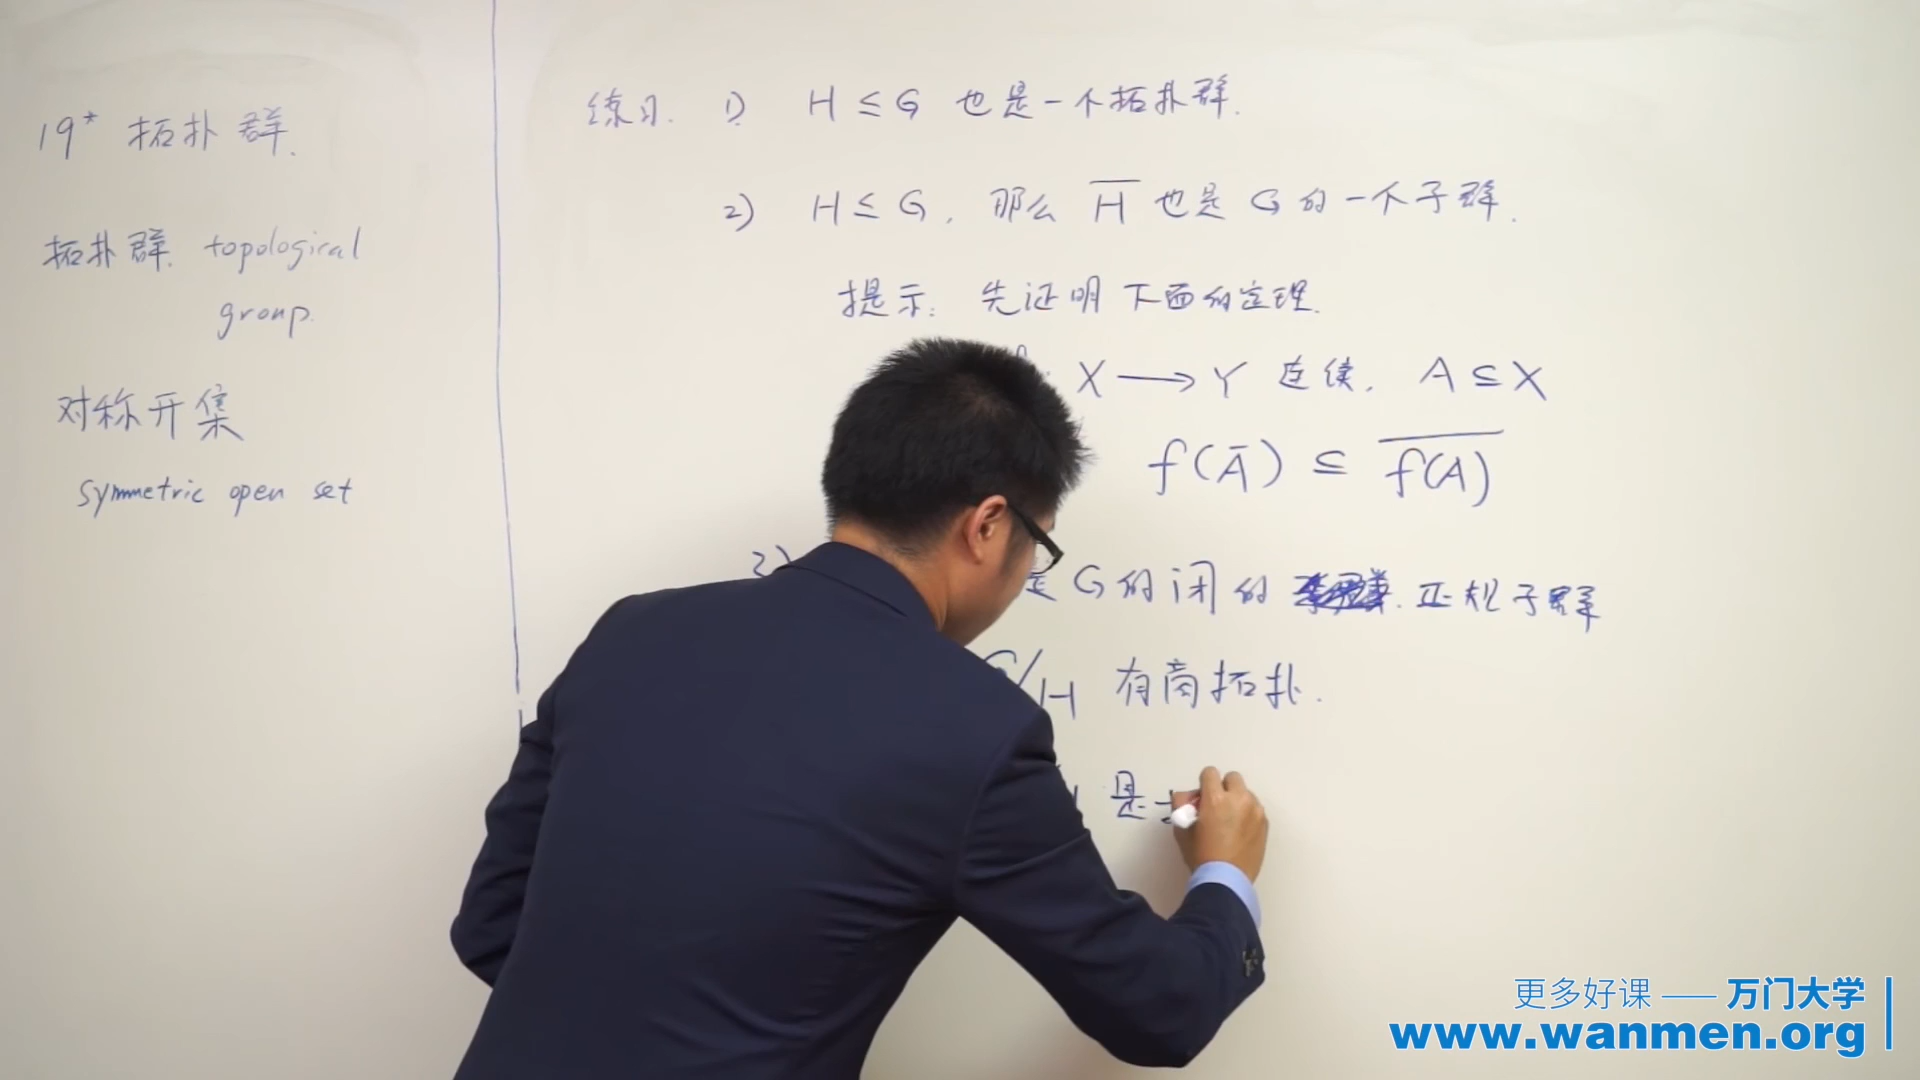 19* 拓扑群.
拓扑群. topological
group.
对称开集
symmetric open set
练习. 1) H ≤ G 也是一个拓扑群.
2) H ≤ G, 那么 H̅ 也是 G 的一个子群.
提示: 先证明下面的定理.
X → Y 连续, A ⊆ X
f(A̅) ⊆ \overline{f(A)}
是 G 的闭的 正规子群
G/H 有商拓扑.
是
更多好课 —— 万门大学
www.wanmen.org